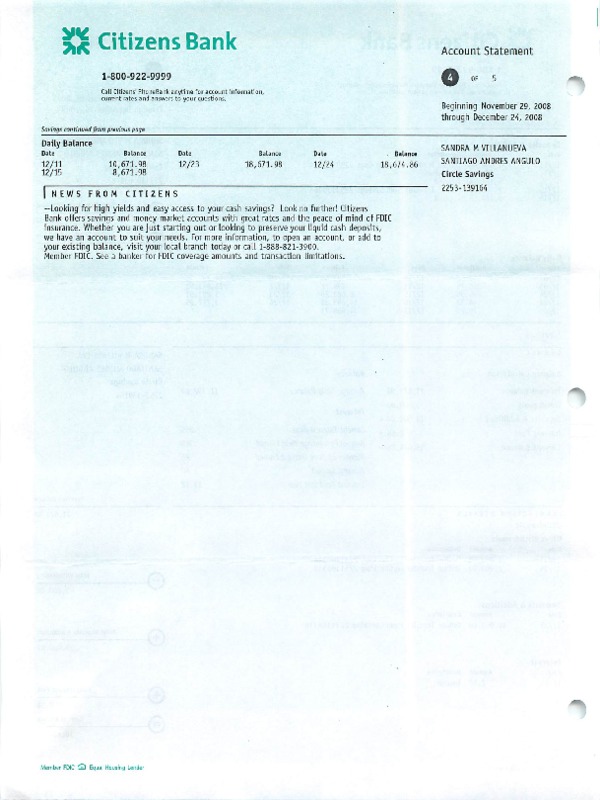 Citizens Bank
Account Statement
1-800-922-9999
4 OF 5
Call Citizens' PhoneBank anytime for account information,
current rates and answers to your questions.
Beginning November 29, 2008
through December 24, 2008
Savings continued from previous page
Daily Balance
Date Balance Date Balance Date Balance
12/11 10,671.98 12/23 18,671.98 12/24 18,674.86
12/15 8,671.98
SANDRA M VILLANUEVA
SANTIAGO ANDRES ANGULO
Circle Savings
2253-139164
NEWS FROM CITIZENS
—Looking for high yields and easy access to your cash savings? Look no further! Citizens
Bank offers savings and money market accounts with great rates and the peace of mind of FDIC
insurance. Whether you are just starting out or looking to preserve your liquid cash deposits,
we have an account to suit your needs. For more information, to open an account, or add to
your existing balance, visit your local branch today or call 1-888-821-3900.
Member FDIC. See a banker for FDIC coverage amounts and transaction limitations.
Member FDIC Equal Housing Lender